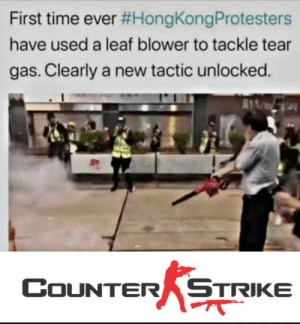 First time ever #HongKongProtesters
have used a leaf blower to tackle tear
gas. Clearly a new tactic unlocked.
COUNTER STRIKE